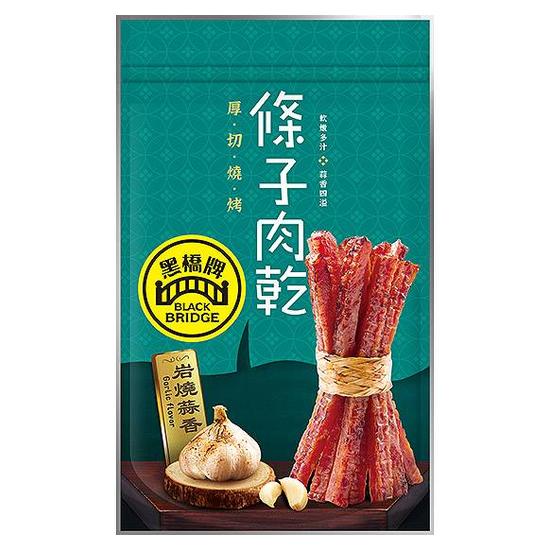 條子肉乾
厚·切·燒·烤
軟嫩多汁 蒜香四溢
黑橋牌
BLACK
BRIDGE
岩燒蒜香
Garlic flavor